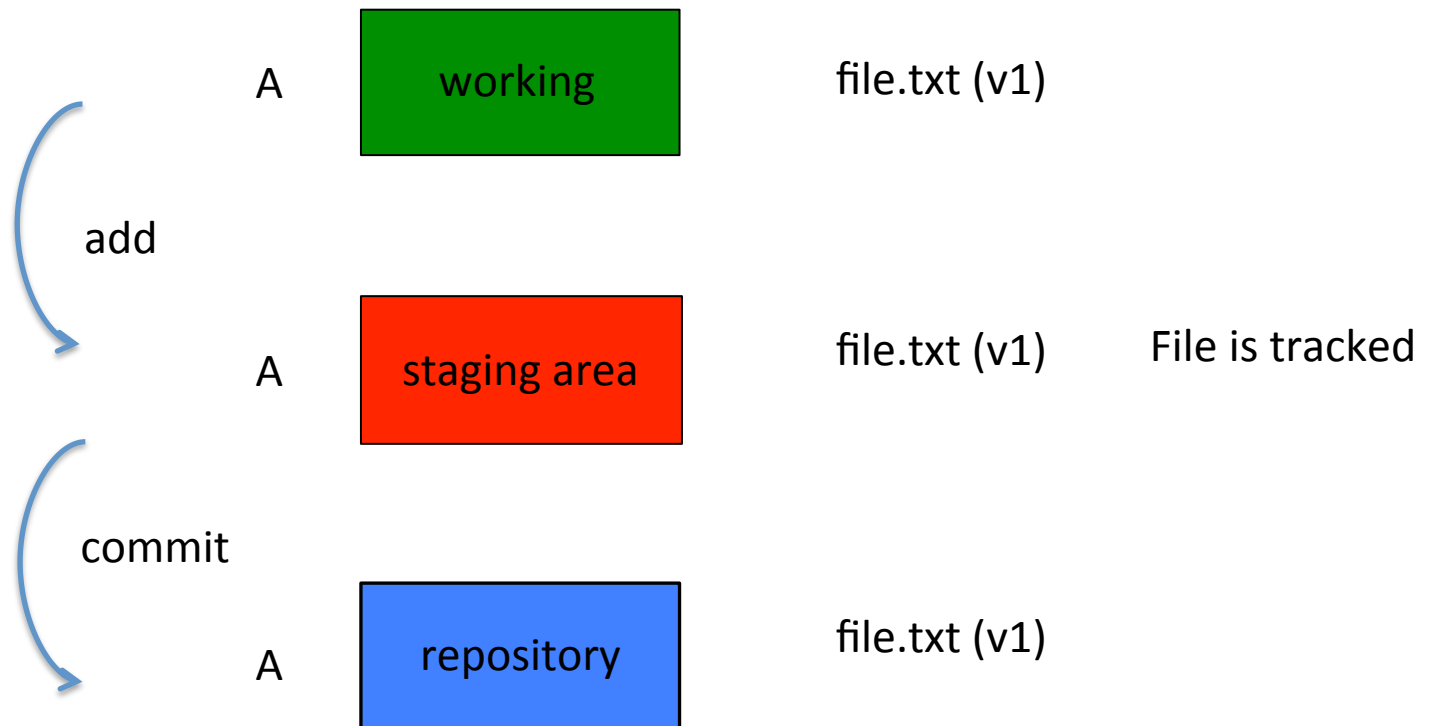 A working file.txt (v1)
add
A staging area file.txt (v1) File is tracked
commit
A repository file.txt (v1)